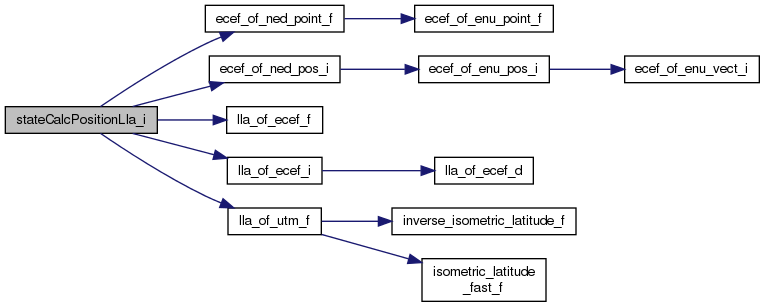 ecef_of_ned_point_f
ecef_of_enu_point_f
ecef_of_ned_pos_i
ecef_of_enu_pos_i
ecef_of_enu_vect_i
stateCalcPositionLla_i
lla_of_ecef_f
lla_of_ecef_i
lla_of_ecef_d
lla_of_utm_f
inverse_isometric_latitude_f
isometric_latitude
_fast_f